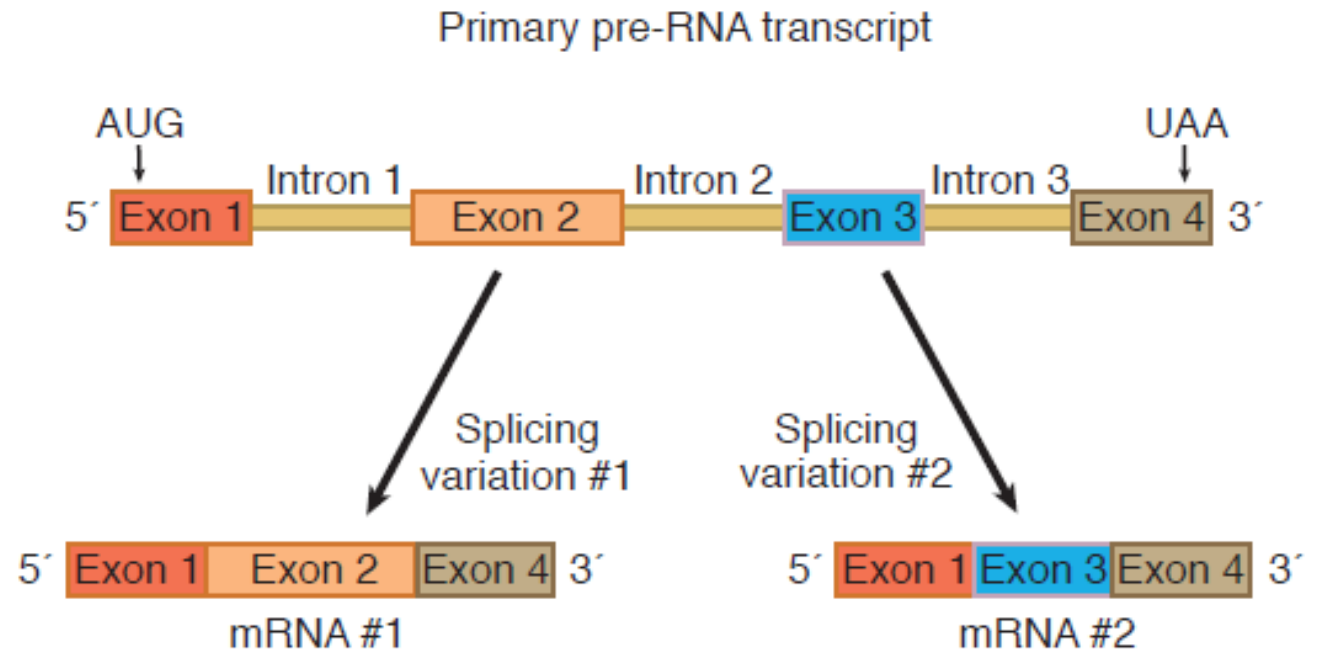 Primary pre-RNA transcript
AUG
UAA
Intron 1
Intron 2
Intron 3
5´ Exon 1 Exon 2 Exon 3 Exon 4 3´
Splicing
variation #1
Splicing
variation #2
5´ Exon 1 Exon 2 Exon 4 3´
mRNA #1
5´ Exon 1 Exon 3 Exon 4 3´
mRNA #2